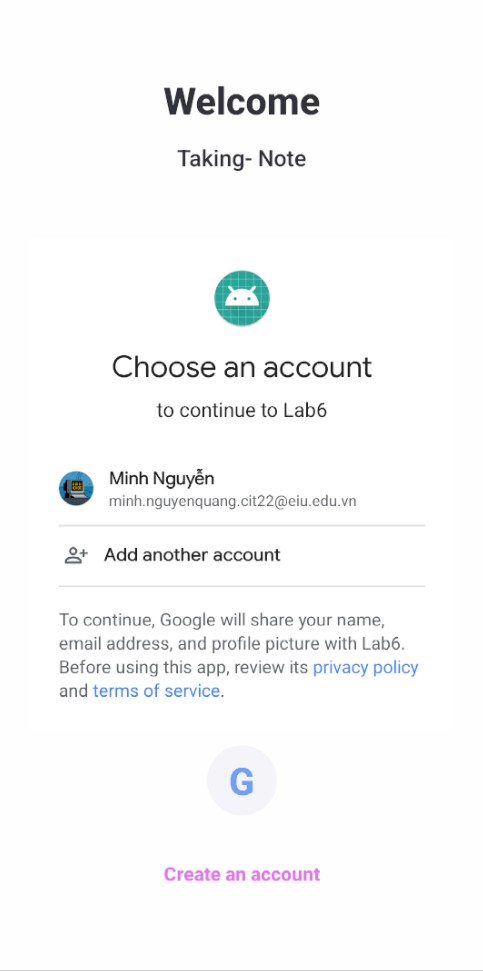 Welcome
Taking- Note
Choose an account
to continue to Lab6
Minh Nguyễn
minh.nguyenquang.cit22@eiu.edu.vn
Add another account
To continue, Google will share your name,
email address, and profile picture with Lab6.
Before using this app, review its privacy policy
and terms of service.
G
Create an account